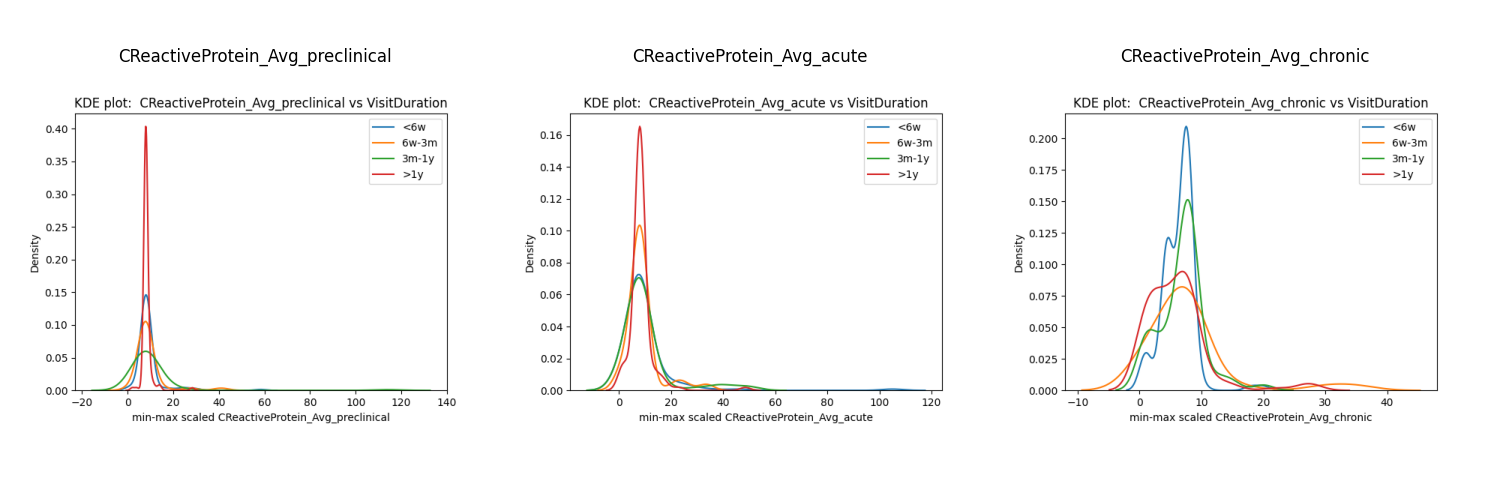 CReactiveProtein_Avg_preclinical
KDE plot:  CReactiveProtein_Avg_preclinical vs VisitDuration
<6w
6w-3m
3m-1y
>1y
0.40
0.35
0.30
0.25
0.20
0.15
0.10
0.05
0.00
Density
−20 0 20 40 60 80 100 120 140
min-max scaled CReactiveProtein_Avg_preclinical
CReactiveProtein_Avg_acute
KDE plot:  CReactiveProtein_Avg_acute vs VisitDuration
<6w
6w-3m
3m-1y
>1y
0.16
0.14
0.12
0.10
0.08
0.06
0.04
0.02
0.00
Density
0 20 40 60 80 100 120
min-max scaled CReactiveProtein_Avg_acute
CReactiveProtein_Avg_chronic
KDE plot:  CReactiveProtein_Avg_chronic vs VisitDuration
<6w
6w-3m
3m-1y
>1y
0.200
0.175
0.150
0.125
0.100
0.075
0.050
0.025
0.000
Density
−10 0 10 20 30 40
min-max scaled CReactiveProtein_Avg_chronic